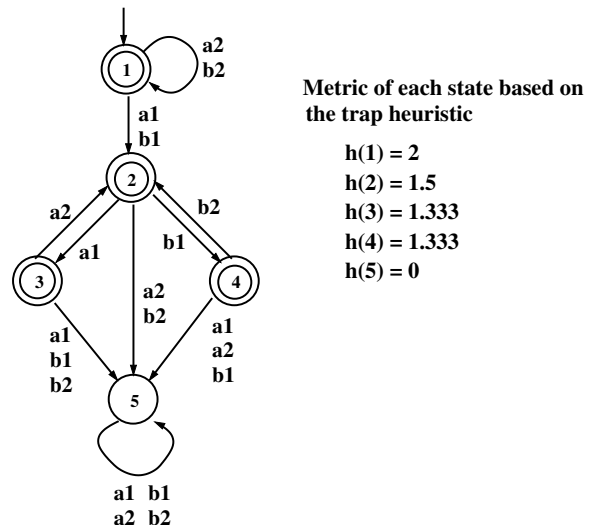 1
a2
b2
a1
b1
Metric of each state based on
the trap heuristic
h(1) = 2
h(2) = 1.5
h(3) = 1.333
h(4) = 1.333
h(5) = 0
2
a2
a1
b1
b2
3
4
a2
b2
a1
b1
b2
a1
a2
b1
5
a1 b1
a2 b2